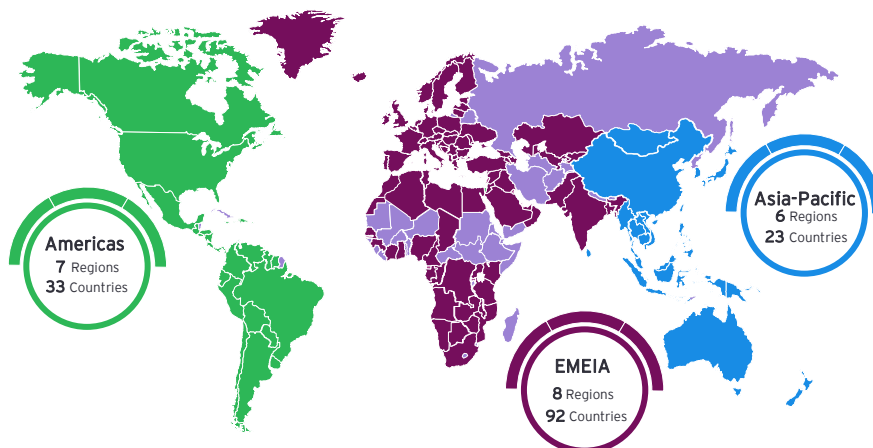 Americas
7 Regions
33 Countries
EMEIA
8 Regions
92 Countries
Asia-Pacific
6 Regions
23 Countries